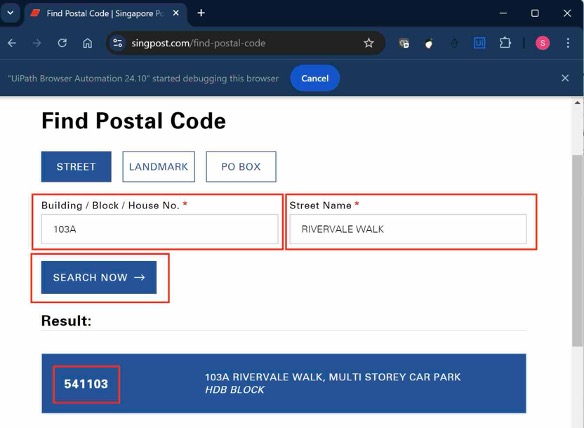 Find Postal Code | Singapore Po
singpost.com/find-postal-code
S
"UiPath Browser Automation 24.10" started debugging this browser
Cancel
Find Postal Code
STREET
LANDMARK
PO BOX
Building / Block / House No. *
Street Name *
103A
RIVERVALE WALK
SEARCH NOW →
Result:
541103
103A RIVERVALE WALK, MULTI STOREY CAR PARK
HDB BLOCK